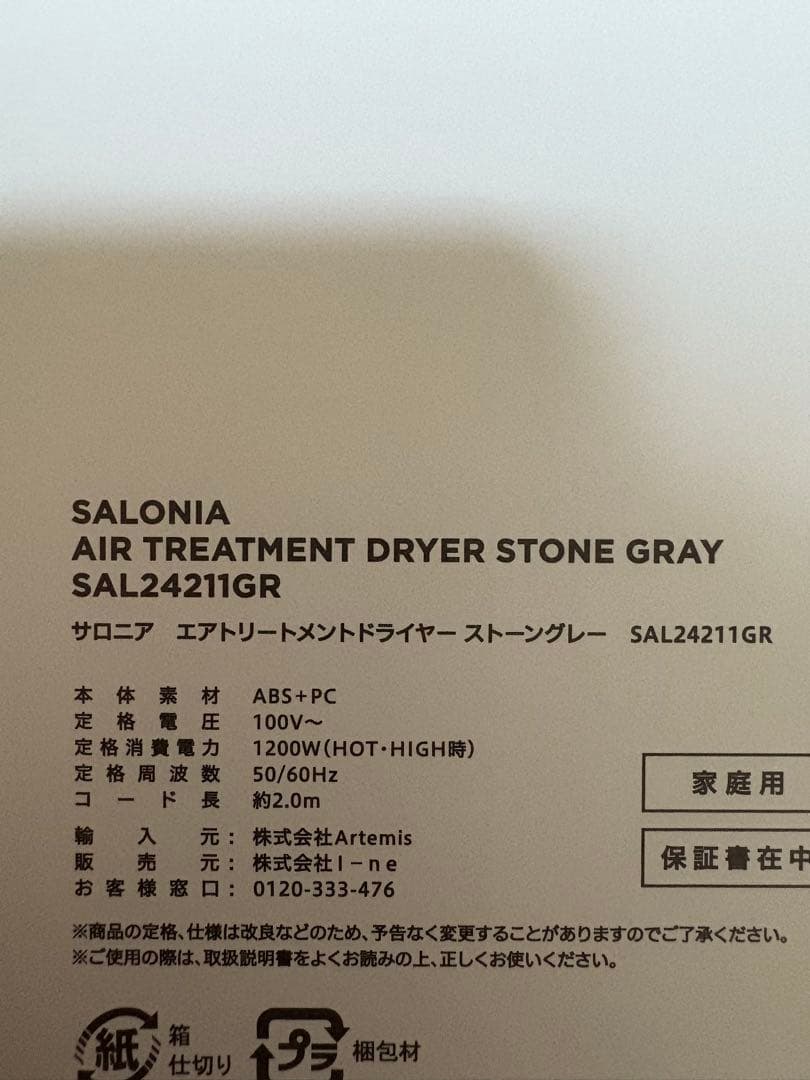 SALONIA
AIR TREATMENT DRYER STONE GRAY
SAL24211GR
サロニア　エアトリートメントドライヤー ストーングレー　SAL24211GR
本体素材 ABS+PC
定格電圧 100V〜
定格消費電力 1200W(HOT・HIGH時)
定格周波数 50/60Hz
コード長 約2.0m
家庭用
輸入元： 株式会社Artemis
販売元： 株式会社I－ne
保証書在中
お客様窓口： 0120-333-476
※商品の定格、仕様は改良などのため、予告なく変更することがありますのでご了承ください。
※ご使用の際は、取扱説明書をよくお読みの上、正しくお使いください。
紙 箱
仕切り
プラ 梱包材